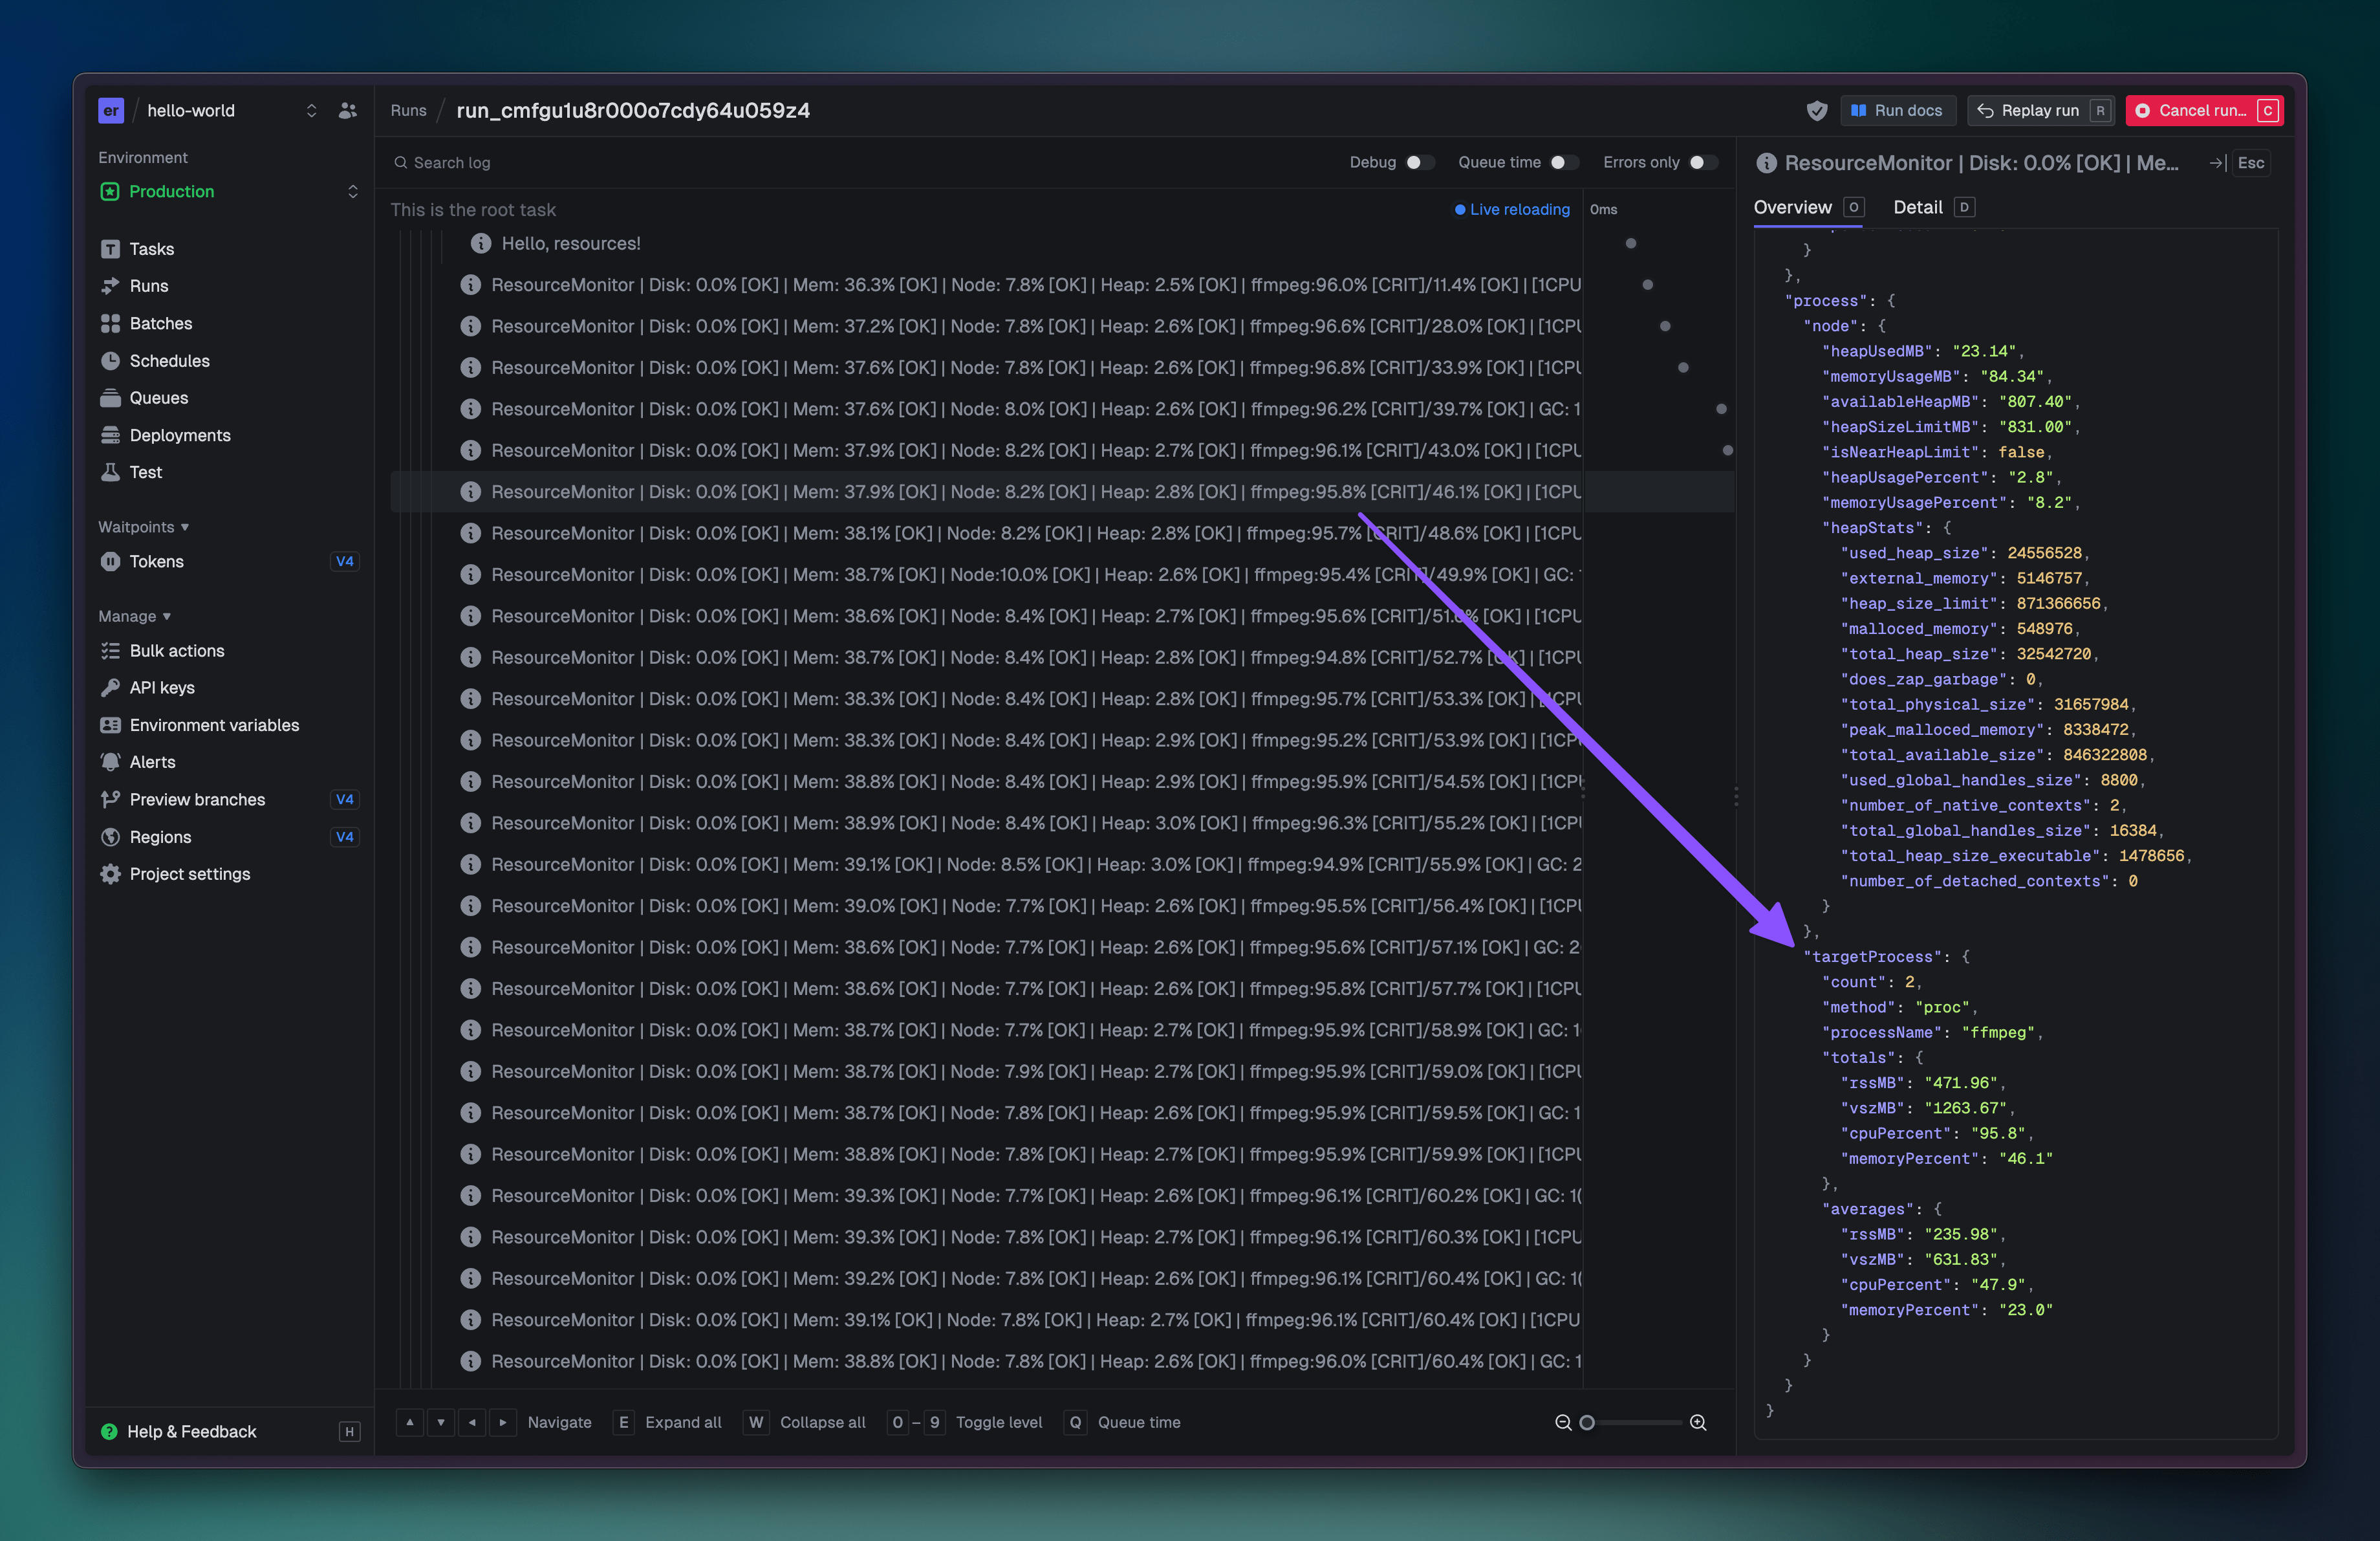 er / hello-world
Environment
Production
Tasks
Runs
Batches
Schedules
Queues
Deployments
Test
Waitpoints
Tokens V4
Manage
Bulk actions
API keys
Environment variables
Alerts
Preview branches V4
Regions V4
Project settings
Help & Feedback H
Runs / run_cmfgu1u8r000o7cdy64u059z4
Run docs
Replay run R
Cancel run... C
Search log
Debug
Queue time
Errors only
This is the root task
Live reloading
0ms
Hello, resources!
ResourceMonitor | Disk: 0.0% [OK] | Mem: 36.3% [OK] | Node: 7.8% [OK] | Heap: 2.5% [OK] | ffmpeg:96.0% [CRIT]/11.4% [OK] | [1CPU
ResourceMonitor | Disk: 0.0% [OK] | Mem: 37.2% [OK] | Node: 7.8% [OK] | Heap: 2.6% [OK] | ffmpeg:96.6% [CRIT]/28.0% [OK] | [1CPU
ResourceMonitor | Disk: 0.0% [OK] | Mem: 37.6% [OK] | Node: 7.8% [OK] | Heap: 2.6% [OK] | ffmpeg:96.8% [CRIT]/33.9% [OK] | [1CPU
ResourceMonitor | Disk: 0.0% [OK] | Mem: 37.6% [OK] | Node: 8.0% [OK] | Heap: 2.6% [OK] | ffmpeg:96.2% [CRIT]/39.7% [OK] | GC: 1
ResourceMonitor | Disk: 0.0% [OK] | Mem: 37.9% [OK] | Node: 8.2% [OK] | Heap: 2.7% [OK] | ffmpeg:96.1% [CRIT]/43.0% [OK] | [1CPU
ResourceMonitor | Disk: 0.0% [OK] | Mem: 37.9% [OK] | Node: 8.2% [OK] | Heap: 2.8% [OK] | ffmpeg:95.8% [CRIT]/46.1% [OK] | [1CPU
ResourceMonitor | Disk: 0.0% [OK] | Mem: 38.1% [OK] | Node: 8.2% [OK] | Heap: 2.8% [OK] | ffmpeg:95.7% [CRIT]/48.6% [OK] | [1CPU
ResourceMonitor | Disk: 0.0% [OK] | Mem: 38.7% [OK] | Node:10.0% [OK] | Heap: 2.6% [OK] | ffmpeg:95.4% [CRIT]/49.9% [OK] | GC:
ResourceMonitor | Disk: 0.0% [OK] | Mem: 38.6% [OK] | Node: 8.4% [OK] | Heap: 2.7% [OK] | ffmpeg:95.6% [OK] | [1CPU
ResourceMonitor | Disk: 0.0% [OK] | Mem: 38.7% [OK] | Node: 8.4% [OK] | Heap: 2.8% [OK] | ffmpeg:94.8% [CRIT]/52.7% [OK] | [1CPU
ResourceMonitor | Disk: 0.0% [OK] | Mem: 38.3% [OK] | Node: 8.4% [OK] | Heap: 2.8% [OK] | ffmpeg:95.7% [CRIT]/53.3% [OK] | [1CPU
ResourceMonitor | Disk: 0.0% [OK] | Mem: 38.3% [OK] | Node: 8.4% [OK] | Heap: 2.9% [OK] | ffmpeg:95.2% [CRIT]/53.9% [OK] | [1CPU
ResourceMonitor | Disk: 0.0% [OK] | Mem: 38.8% [OK] | Node: 8.4% [OK] | Heap: 2.9% [OK] | ffmpeg:95.9% [CRIT]/54.5% [OK] | [1CPU
ResourceMonitor | Disk: 0.0% [OK] | Mem: 38.9% [OK] | Node: 8.4% [OK] | Heap: 3.0% [OK] | ffmpeg:96.3% [CRIT]/55.2% [OK] | [1CPU
ResourceMonitor | Disk: 0.0% [OK] | Mem: 39.1% [OK] | Node: 8.5% [OK] | Heap: 3.0% [OK] | ffmpeg:94.9% [CRIT]/55.9% [OK] | GC: 2
ResourceMonitor | Disk: 0.0% [OK] | Mem: 39.0% [OK] | Node: 7.7% [OK] | Heap: 2.6% [OK] | ffmpeg:95.5% [CRIT]/56.4% [OK] | [1CPU
ResourceMonitor | Disk: 0.0% [OK] | Mem: 38.6% [OK] | Node: 7.7% [OK] | Heap: 2.6% [OK] | ffmpeg:95.6% [CRIT]/57.1% [OK] | GC: 2
ResourceMonitor | Disk: 0.0% [OK] | Mem: 38.6% [OK] | Node: 7.7% [OK] | Heap: 2.6% [OK] | ffmpeg:95.8% [CRIT]/57.7% [OK] | [1CPU
ResourceMonitor | Disk: 0.0% [OK] | Mem: 38.7% [OK] | Node: 7.7% [OK] | Heap: 2.7% [OK] | ffmpeg:95.9% [CRIT]/58.9% [OK] | GC: 1
ResourceMonitor | Disk: 0.0% [OK] | Mem: 38.7% [OK] | Node: 7.9% [OK] | Heap: 2.7% [OK] | ffmpeg:95.9% [CRIT]/59.0% [OK] | [1CPU
ResourceMonitor | Disk: 0.0% [OK] | Mem: 38.7% [OK] | Node: 7.8% [OK] | Heap: 2.6% [OK] | ffmpeg:95.9% [CRIT]/59.5% [OK] | GC: 1
ResourceMonitor | Disk: 0.0% [OK] | Mem: 38.8% [OK] | Node: 7.8% [OK] | Heap: 2.7% [OK] | ffmpeg:95.9% [CRIT]/59.9% [OK] | [1CPU
ResourceMonitor | Disk: 0.0% [OK] | Mem: 39.3% [OK] | Node: 7.7% [OK] | Heap: 2.6% [OK] | ffmpeg:96.1% [CRIT]/60.2% [OK] | GC: 1(
ResourceMonitor | Disk: 0.0% [OK] | Mem: 39.3% [OK] | Node: 7.8% [OK] | Heap: 2.7% [OK] | ffmpeg:96.1% [CRIT]/60.3% [OK] | [1CPU
ResourceMonitor | Disk: 0.0% [OK] | Mem: 39.2% [OK] | Node: 7.8% [OK] | Heap: 2.6% [OK] | ffmpeg:96.1% [CRIT]/60.4% [OK] | GC: 1(
ResourceMonitor | Disk: 0.0% [OK] | Mem: 39.1% [OK] | Node: 7.8% [OK] | Heap: 2.7% [OK] | ffmpeg:96.1% [CRIT]/60.4% [OK] | [1CPU
ResourceMonitor | Disk: 0.0% [OK] | Mem: 38.8% [OK] | Node: 7.8% [OK] | Heap: 2.6% [OK] | ffmpeg:96.0% [CRIT]/60.4% [OK] | GC: 1
Navigate
E Expand all
W Collapse all
0 – 9 Toggle level
Q Queue time
ResourceMonitor | Disk: 0.0% [OK] | Me...
Esc
Overview O
Detail D
}
},
"process": {
"node": {
"heapUsedMB": "23.14",
"memoryUsageMB": "84.34",
"availableHeapMB": "807.40",
"heapSizeLimitMB": "831.00",
"isNearHeapLimit": false,
"heapUsagePercent": "2.8",
"memoryUsagePercent": "8.2",
"heapStats": {
"used_heap_size": 24556528,
"external_memory": 5146757,
"heap_size_limit": 871366656,
"malloced_memory": 548976,
"total_heap_size": 32542720,
"does_zap_garbage": 0,
"total_physical_size": 31657984,
"peak_malloced_memory": 8338472,
"total_available_size": 846322808,
"used_global_handles_size": 8800,
"number_of_native_contexts": 2,
"total_global_handles_size": 16384,
"total_heap_size_executable": 1478656,
"number_of_detached_contexts": 0
}
},
"targetProcess": {
"count": 2,
"method": "proc",
"processName": "ffmpeg",
"totals": {
"rssMB": "471.96",
"vszMB": "1263.67",
"cpuPercent": "95.8",
"memoryPercent": "46.1"
},
"averages": {
"rssMB": "235.98",
"vszMB": "631.83",
"cpuPercent": "47.9",
"memoryPercent": "23.0"
}
}
}
}